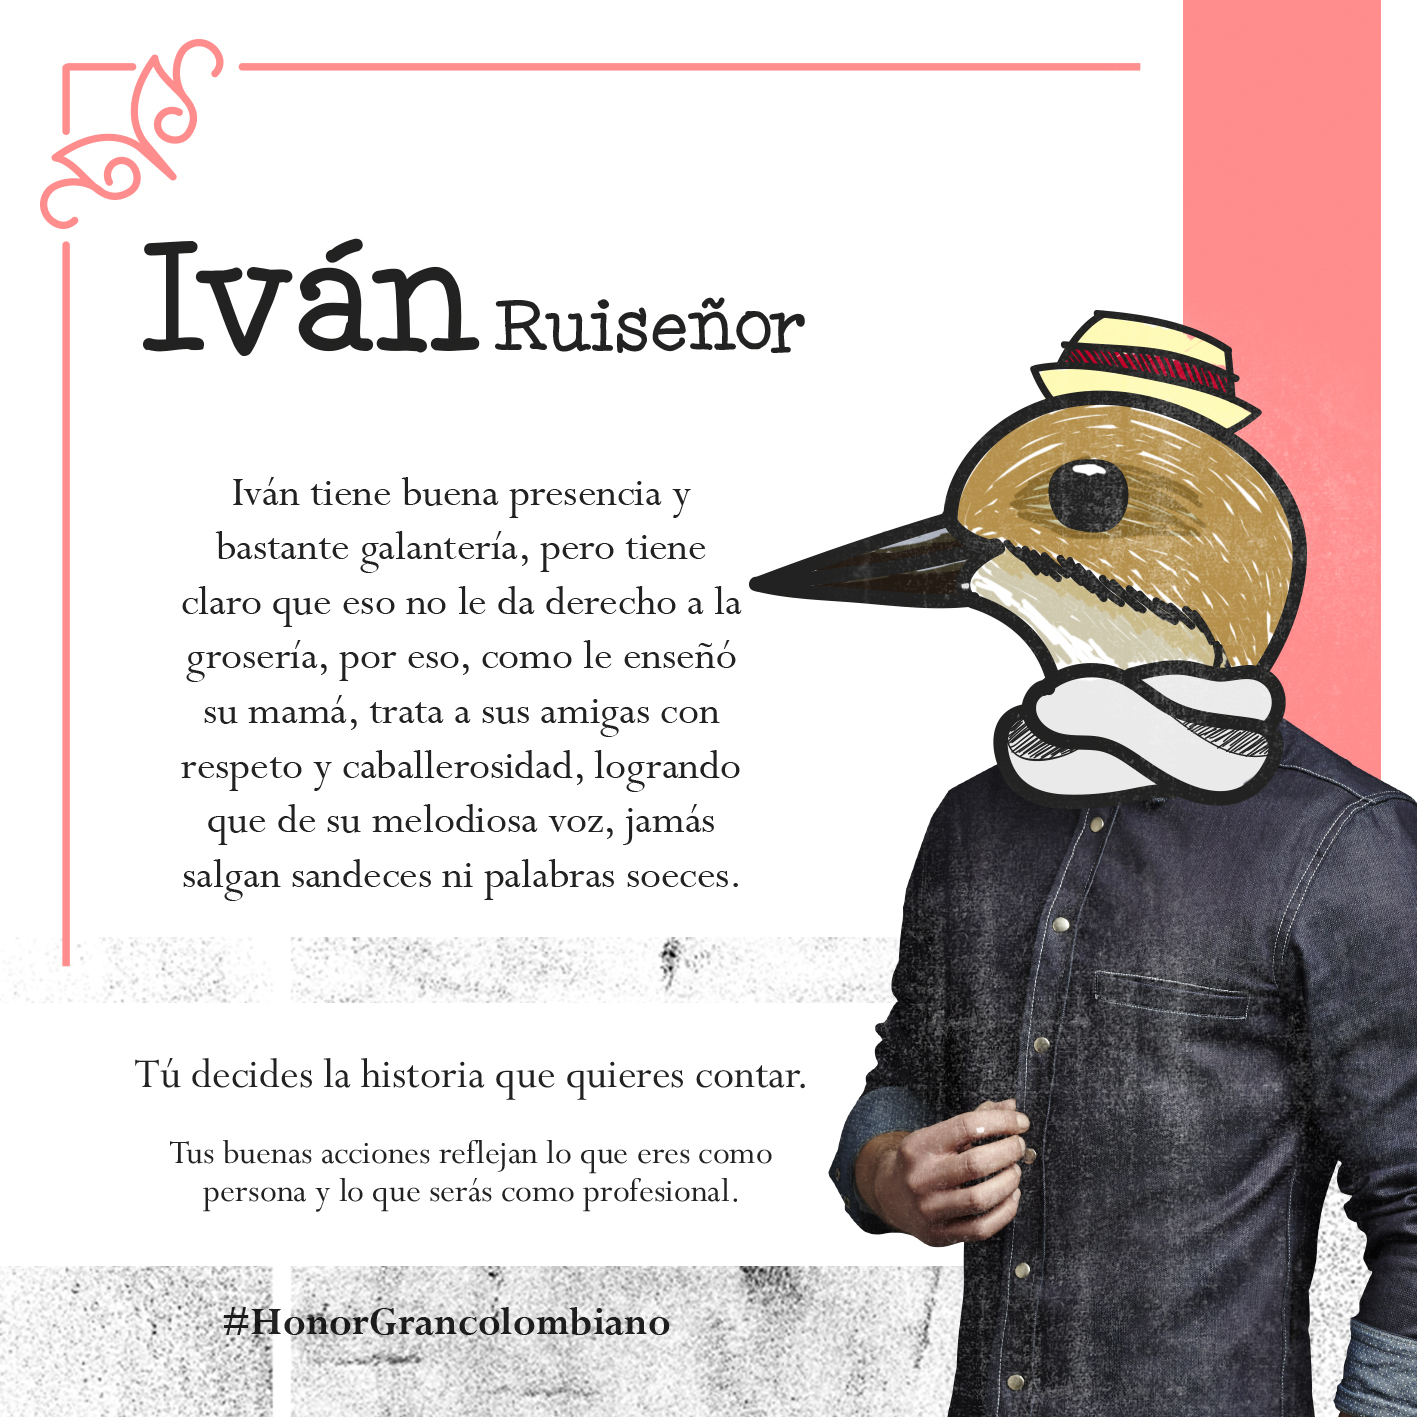 Iván Ruiseñor
Iván tiene buena presencia y
bastante galantería, pero tiene
claro que eso no le da derecho a la
grosería, por eso, como le enseñó
su mamá, trata a sus amigas con
respeto y caballerosidad, logrando
que de su melodiosa voz, jamás
salgan sandeces ni palabras soeces.
Tú decides la historia que quieres contar.
Tus buenas acciones reflejan lo que eres como
persona y lo que serás como profesional.
#HonorGrancolombiano